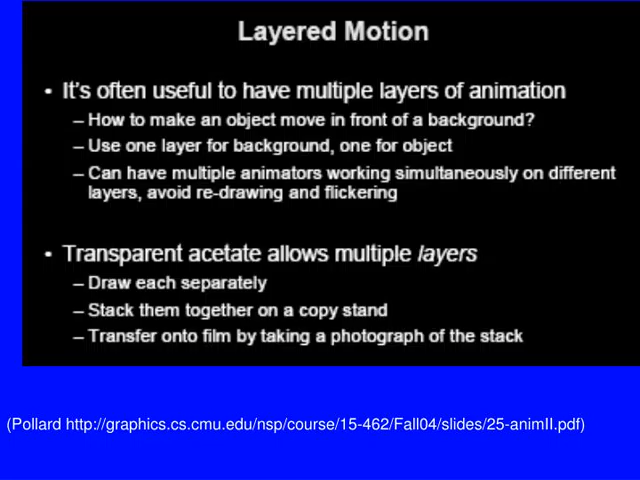 Layered Motion
• It's often useful to have multiple layers of animation
– How to make an object move in front of a background?
– Use one layer for background, one for object
– Can have multiple animators working simultaneously on different
layers, avoid re-drawing and flickering
• Transparent acetate allows multiple layers
– Draw each separately
– Stack them together on a copy stand
– Transfer onto film by taking a photograph of the stack
(Pollard http://graphics.cs.cmu.edu/nsp/course/15-462/Fall04/slides/25-animII.pdf)